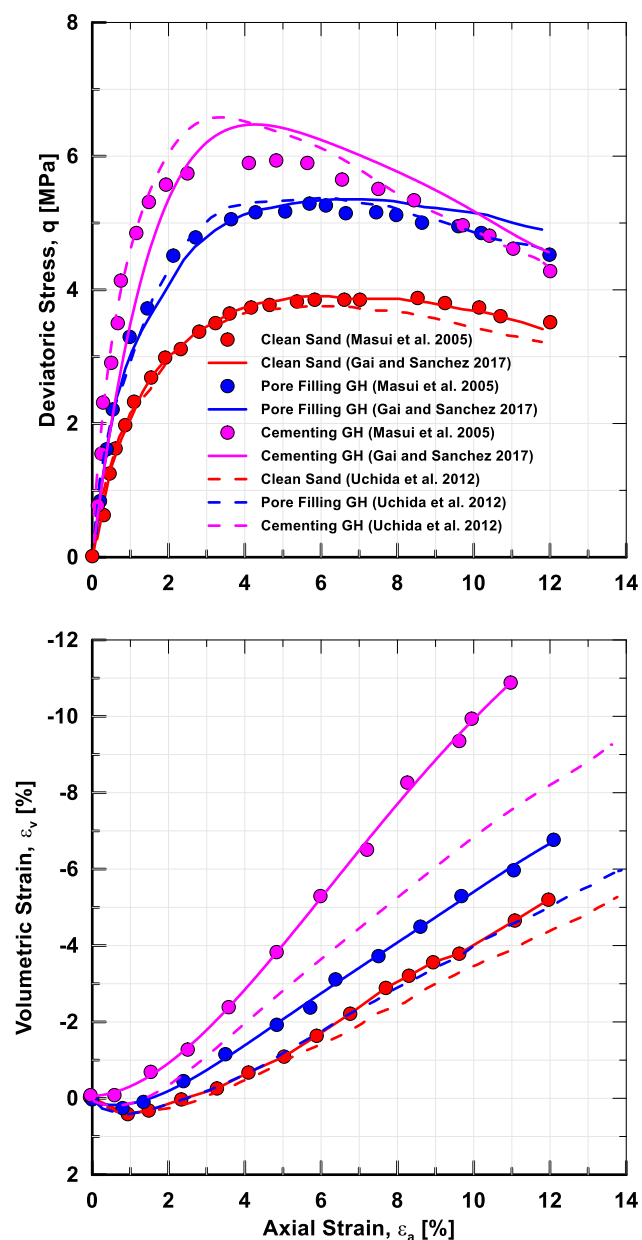 8
6
4
2
0
Deviatoric Stress, q [MPa]
Clean Sand (Masui et al. 2005)
Clean Sand (Gai and Sanchez 2017)
Pore Filling GH (Masui et al. 2005)
Pore Filling GH (Gai and Sanchez 2017)
Cementing GH (Masui et al. 2005)
Cementing GH (Gai and Sanchez 2017)
Clean Sand (Uchida et al. 2012)
Pore Filling GH (Uchida et al. 2012)
Cementing GH (Uchida et al. 2012)
0 2 4 6 8 10 12 14
-12
-10
-8
-6
-4
-2
0
2
Volumetric Strain, εv [%]
0 2 4 6 8 10 12 14
Axial Strain, εa [%]